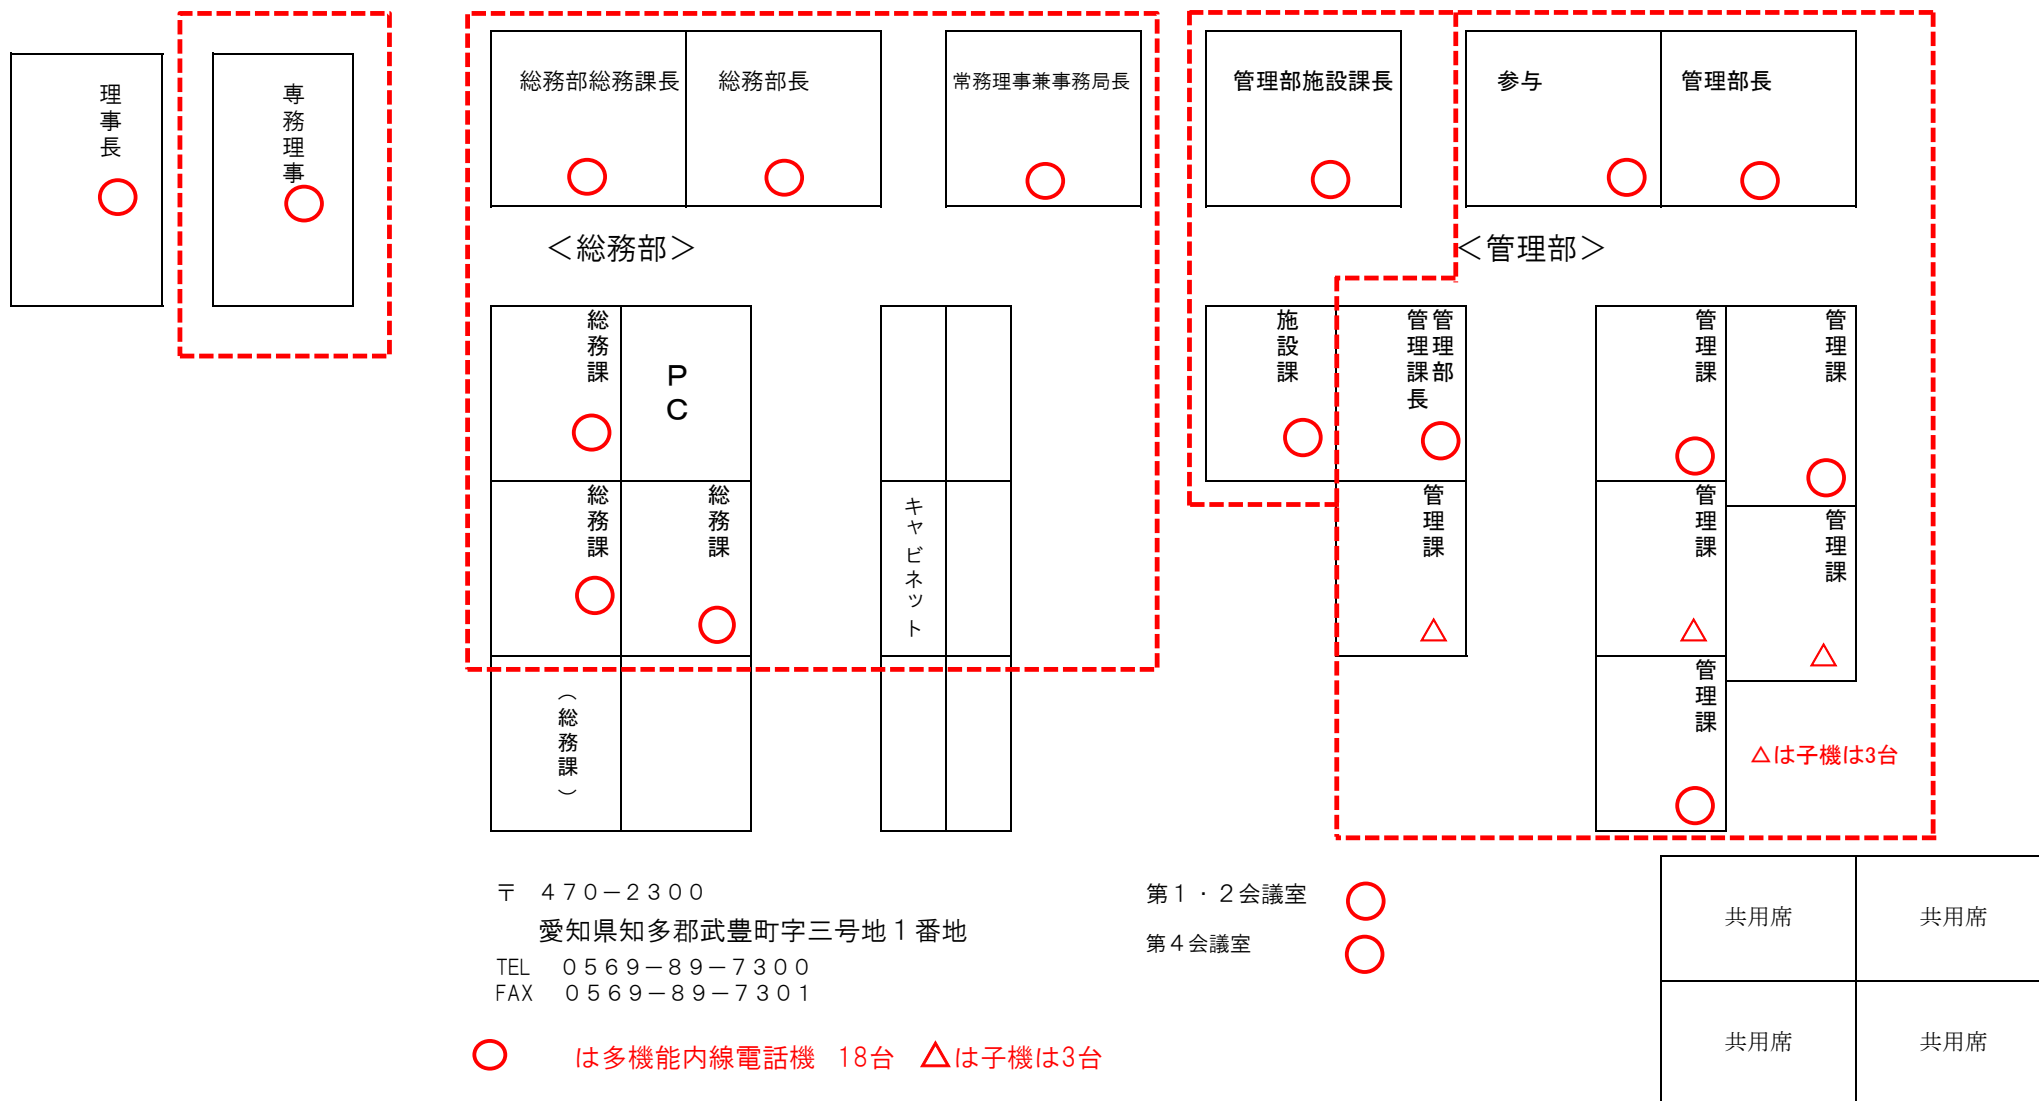 理事長
専務理事
総務部総務課長
総務部長
常務理事兼事務局長
管理部施設課長
参与
管理部長
＜総務部＞
＜管理部＞
総務課
PC
施設課
管理部
管理課長
管理課
管理課
総務課
総務課
キャビネット
管理課
管理課
管理課
（総務課）
管理課
△は子機は3台
〒 ４７０－２３００
愛知県知多郡武豊町字三号地１番地
TEL ０５６９－８９－７３００
FAX ０５６９－８９－７３０１
第１・２会議室
第４会議室
共用席
共用席
共用席
共用席
○は多機能内線電話機 18台 △は子機は3台